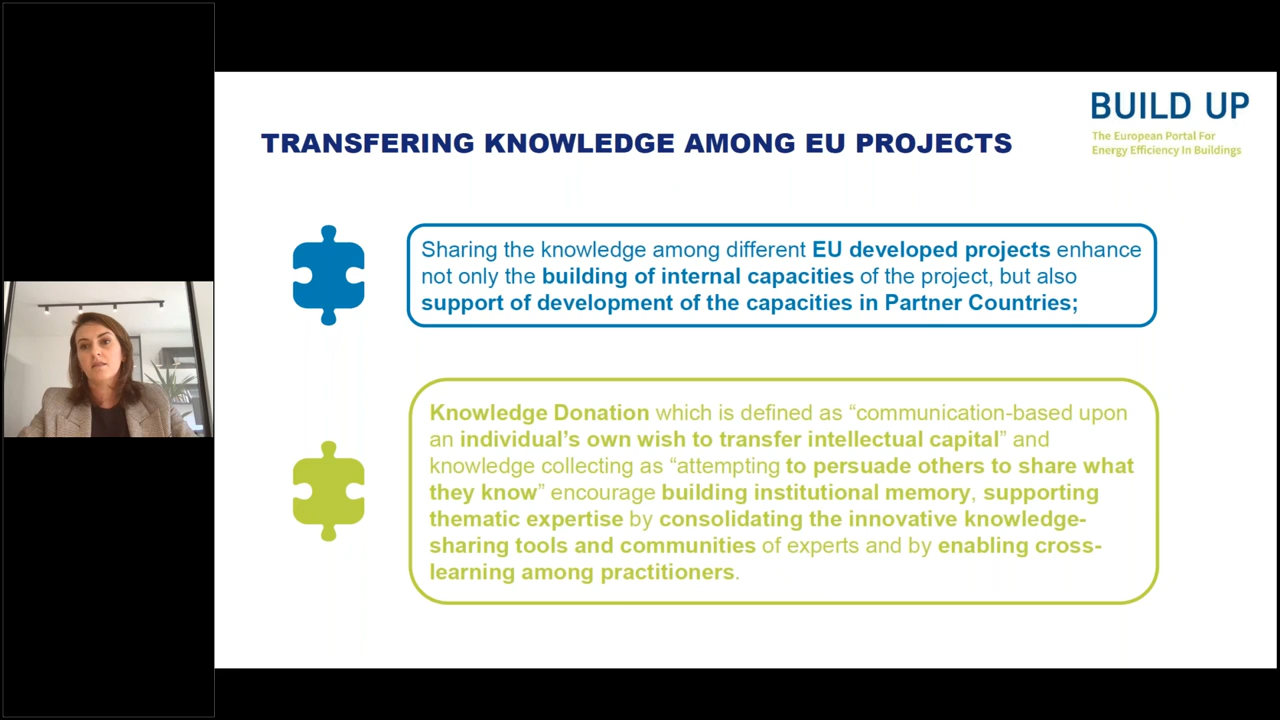 BUILD UP
The European Portal For
Energy Efficiency In Buildings
TRANSFERING KNOWLEDGE AMONG EU PROJECTS
Sharing the knowledge among different EU developed projects enhance
not only the building of internal capacities of the project, but also
support of development of the capacities in Partner Countries;
Knowledge Donation which is defined as “communication-based upon
an individual’s own wish to transfer intellectual capital” and
knowledge collecting as “attempting to persuade others to share what
they know” encourage building institutional memory, supporting
thematic expertise by consolidating the innovative knowledge-
sharing tools and communities of experts and by enabling cross-
learning among practitioners.